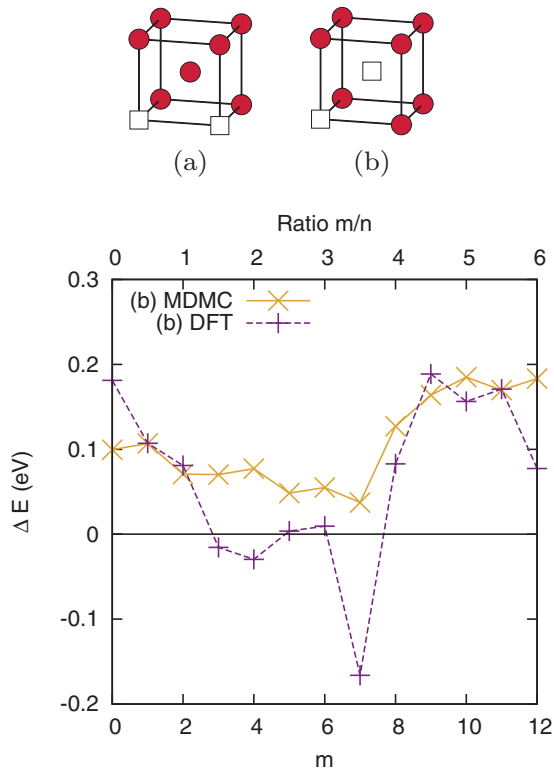 (a) (b)
Ratio m/n
0 1 2 3 4 5 6
0.3
(b) MDMC
(b) DFT
0.2
0.1
0
-0.1
-0.2
0 2 4 6 8 10 12
m
Δ E (eV)